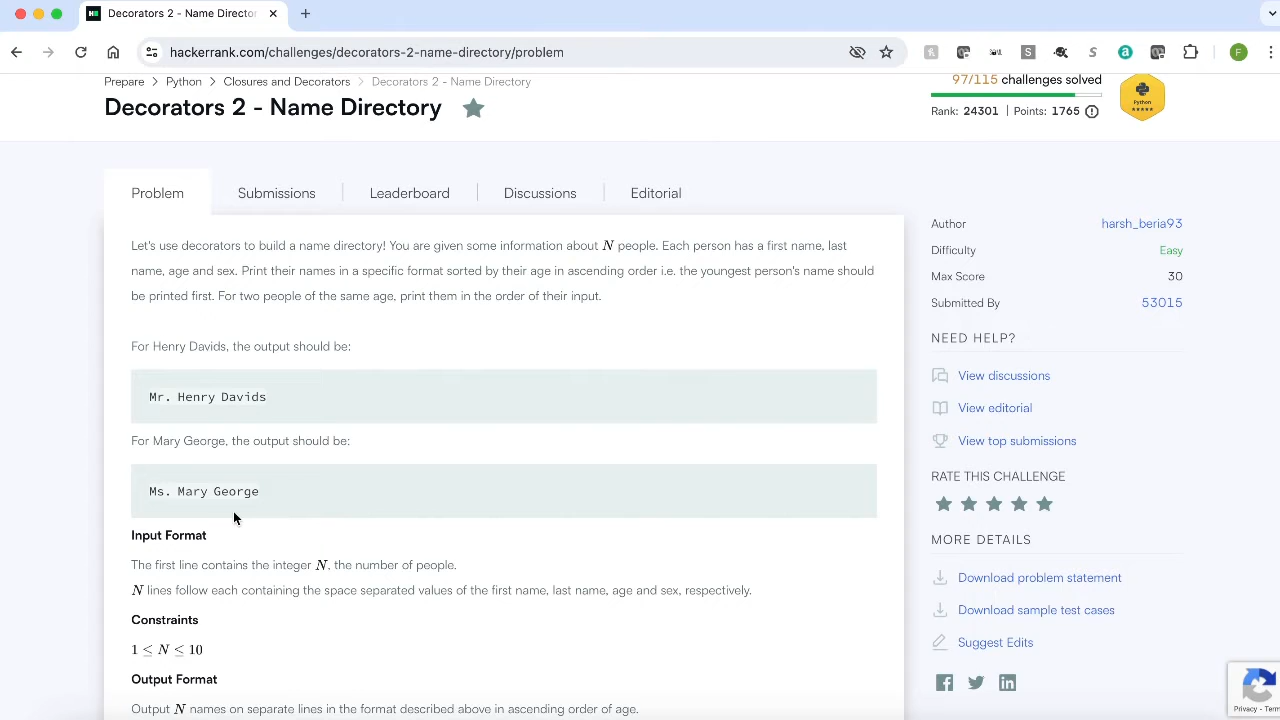 Decorators 2 - Name Director
hackerrank.com/challenges/decorators-2-name-directory/problem
F
Prepare > Python > Closures and Decorators > Decorators 2 - Name Directory
Decorators 2 - Name Directory
97/115 challenges solved
Rank: 24301 | Points: 1765
Python
Problem
Submissions
Leaderboard
Discussions
Editorial
Let's use decorators to build a name directory! You are given some information about N people. Each person has a first name, last
name, age and sex. Print their names in a specific format sorted by their age in ascending order i.e. the youngest person's name should
be printed first. For two people of the same age, print them in the order of their input.
For Henry Davids, the output should be:
Mr. Henry Davids
For Mary George, the output should be:
Ms. Mary George
Input Format
The first line contains the integer N, the number of people.
N lines follow each containing the space separated values of the first name, last name, age and sex, respectively.
Constraints
1 ≤ N ≤ 10
Output Format
Output N names on separate lines in the format described above in ascending order of age.
Author harsh_beria93
Difficulty Easy
Max Score 30
Submitted By 53015
NEED HELP?
View discussions
View editorial
View top submissions
RATE THIS CHALLENGE
MORE DETAILS
Download problem statement
Download sample test cases
Suggest Edits
Privacy - Term